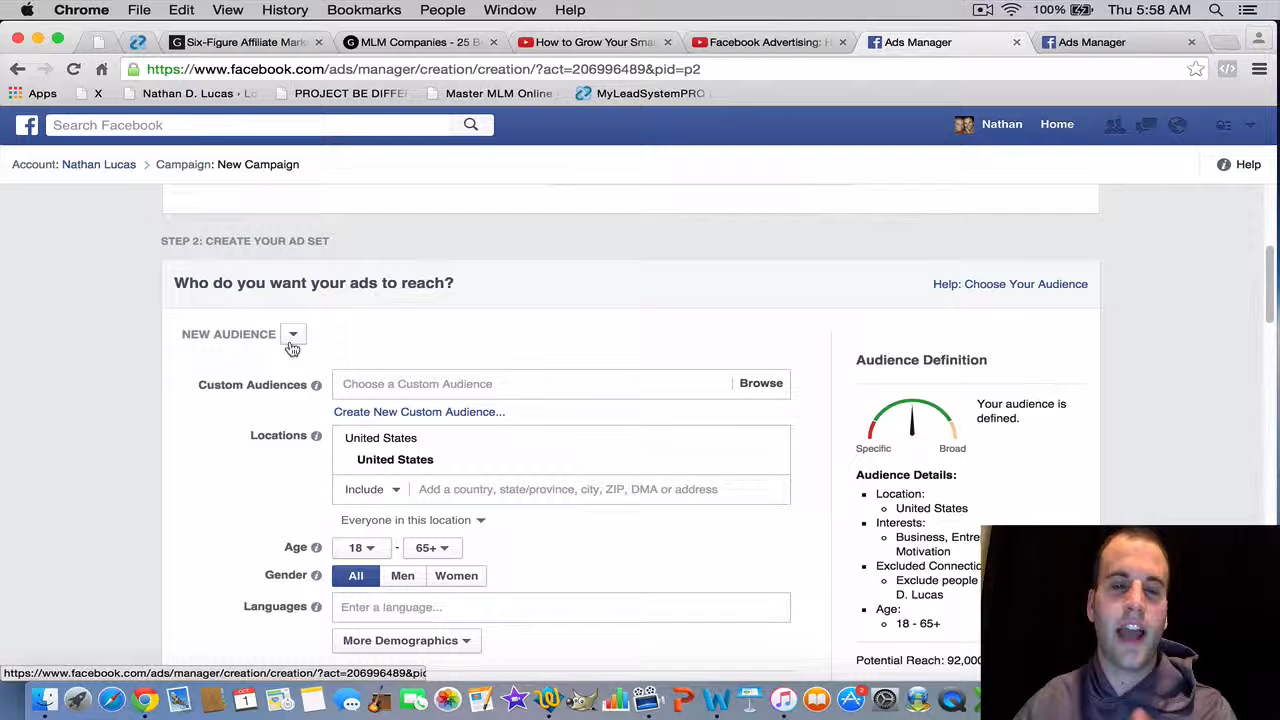 Chrome File Edit View History Bookmarks People Window Help 100% Thu 5:58 AM
Six-Figure Affiliate Mark
MLM Companies - 25 B
How to Grow Your Sma
Facebook Advertising:
Ads Manager
Ads Manager
https://www.facebook.com/ads/manager/creation/creation/?act=206996489&pid=p2
Apps X Nathan D. Lucas PROJECT BE DIFFE Master MLM Online MyLeadSystemPRO
Search Facebook
Nathan Home
Account: Nathan Lucas > Campaign: New Campaign
Help
STEP 2: CREATE YOUR AD SET
Who do you want your ads to reach?
Help: Choose Your Audience
NEW AUDIENCE
Custom Audiences Choose a Custom Audience Browse
Create New Custom Audience...
Locations United States
United States
Include Add a country, state/province, city, ZIP, DMA or address
Everyone in this location
Age 18 - 65+
Gender All Men Women
Languages Enter a language...
More Demographics
Audience Definition
Your audience is
defined.
Specific Broad
Audience Details:
Location:
United States
Interests:
Business, Entre
Motivation
Excluded Connectio
Exclude people
D. Lucas
Age:
18 - 65+
Potential Reach: 92,000
https://www.facebook.com/ads/manager/creation/creation/?act=206996489&pid